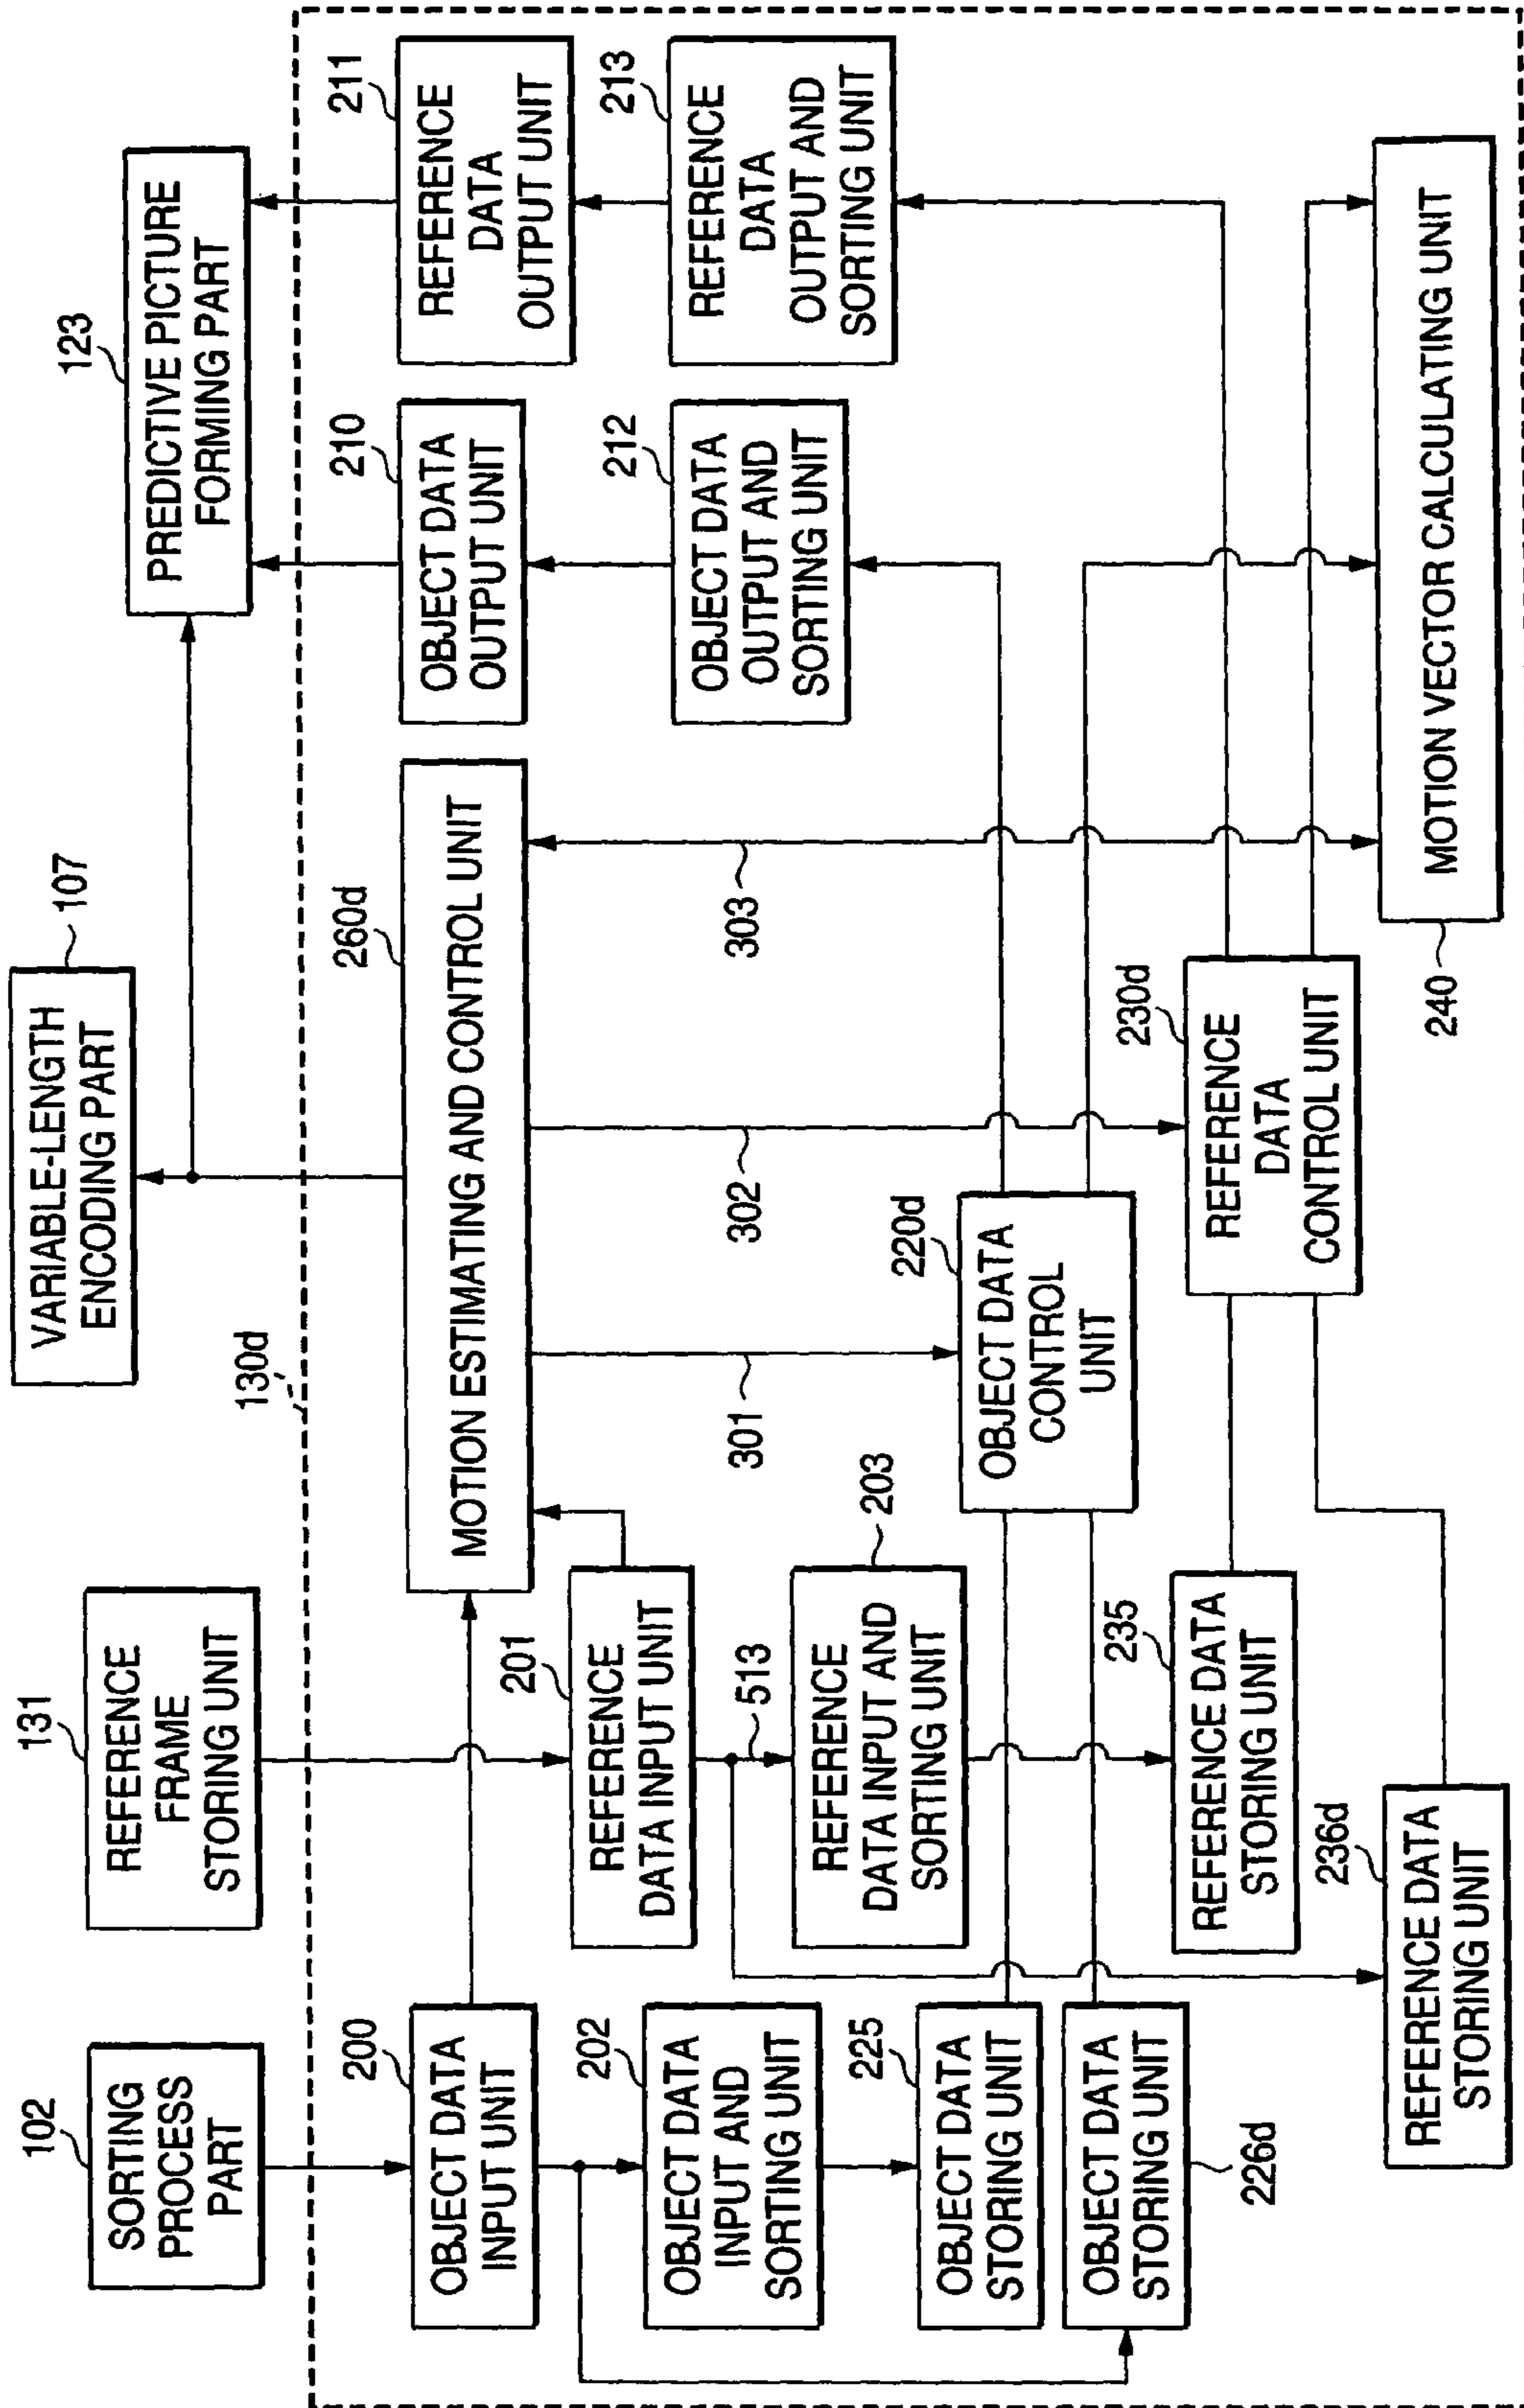 102
SORTING
PROCESS
PART
131
REFERENCE
FRAME
STORING UNIT
VARIABLE-LENGTH
ENCODING PART
107
123
PREDICTIVE PICTURE
FORMING PART
130d
200
OBJECT DATA
INPUT UNIT
260d
MOTION ESTIMATING AND CONTROL UNIT
210
OBJECT DATA
OUTPUT UNIT
211
REFERENCE
DATA
OUTPUT UNIT
201
REFERENCE
DATA INPUT UNIT
513
202
OBJECT DATA
INPUT AND
SORTING UNIT
203
REFERENCE
DATA INPUT AND
SORTING UNIT
301
302
303
212
OBJECT DATA
OUTPUT AND
SORTING UNIT
213
REFERENCE
DATA
OUTPUT AND
SORTING UNIT
225
OBJECT DATA
STORING UNIT
OBJECT DATA
STORING UNIT
226d
220d
OBJECT DATA
CONTROL
UNIT
235
REFERENCE DATA
STORING UNIT
230d
REFERENCE
DATA
CONTROL UNIT
236d
REFERENCE DATA
STORING UNIT
240
MOTION VECTOR CALCULATING UNIT